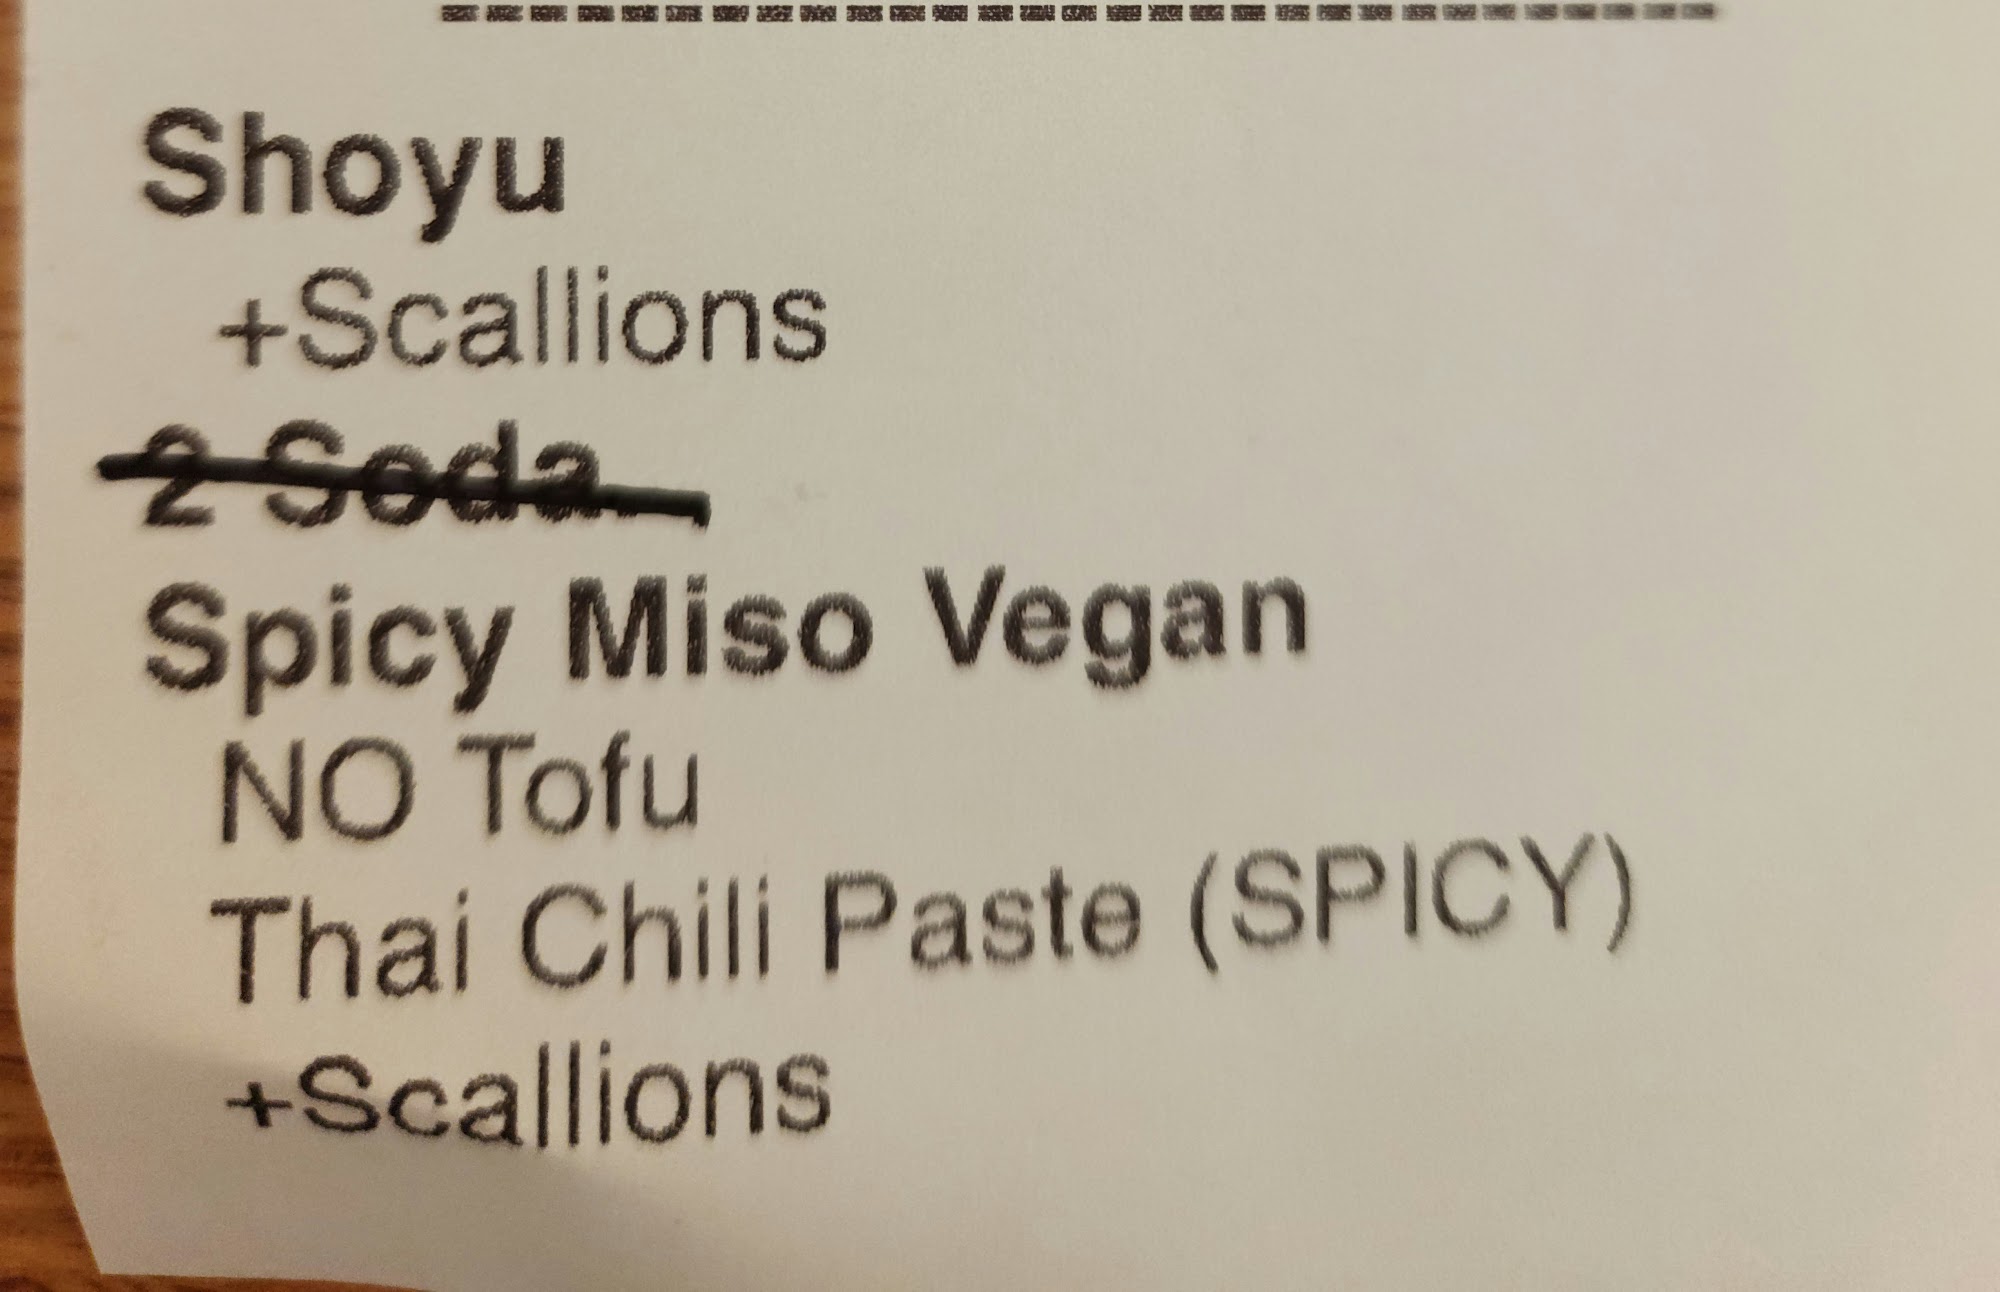 Shoyu
+Scallions
2 Soda
Spicy Miso Vegan
NO Tofu
Thai Chili Paste (SPICY)
+Scallions